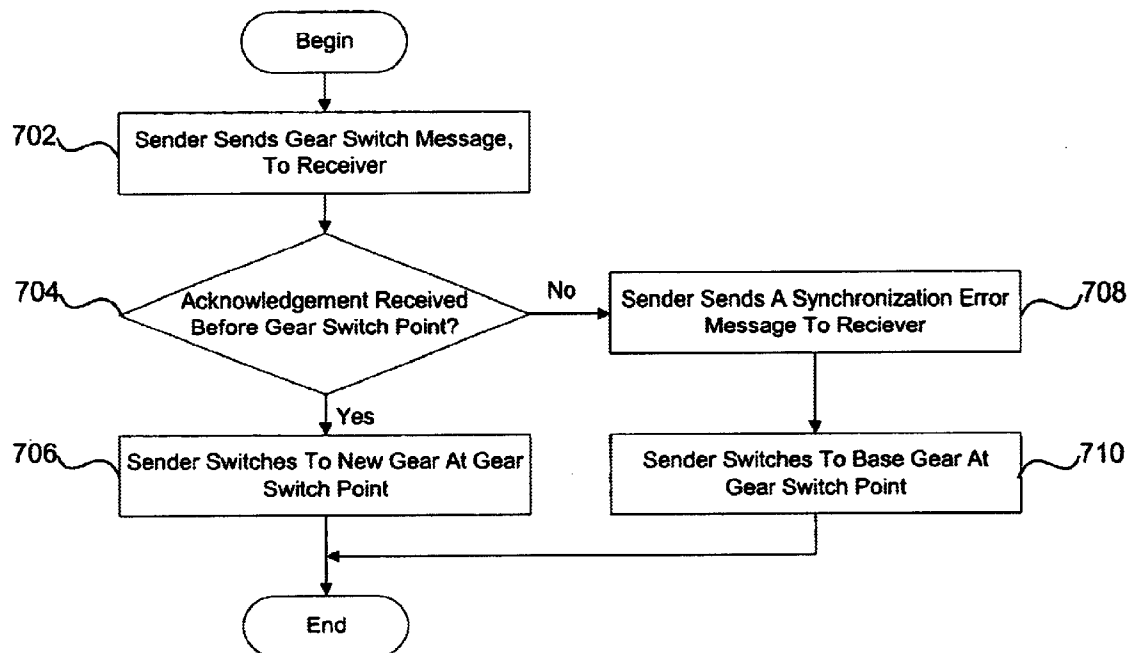 Begin
702
Sender Sends Gear Switch Message,
To Receiver
704
Acknowledgement Received
Before Gear Switch Point?
No
Sender Sends A Synchronization Error
Message To Reciever
708
Yes
706
Sender Switches To New Gear At Gear
Switch Point
Sender Switches To Base Gear At
Gear Switch Point
710
End